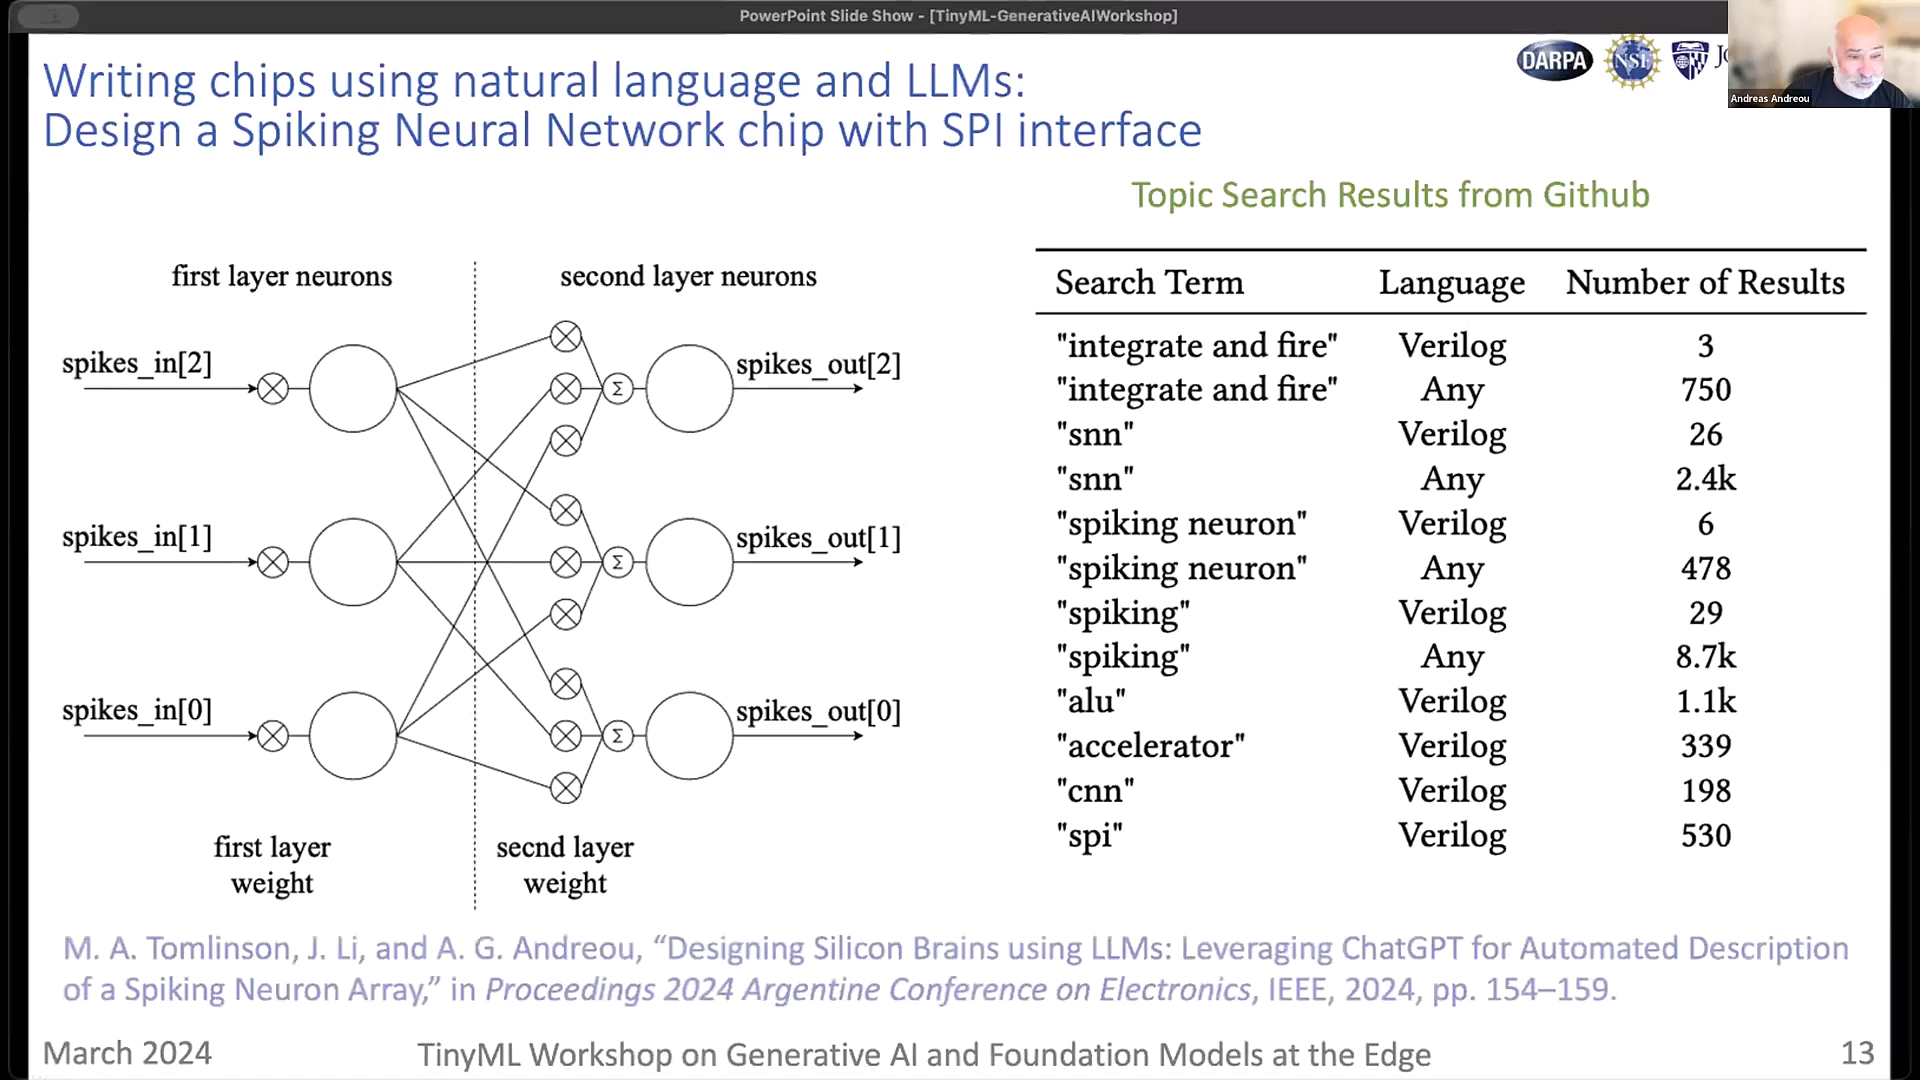 PowerPoint Slide Show - [TinyML-GenerativeAIWorkshop]
Writing chips using natural language and LLMs:
Design a Spiking Neural Network chip with SPI interface
DARPA
NSF
Andreas Andreou
Topic Search Results from Github
first layer neurons
second layer neurons
spikes_in[2]
spikes_out[2]
Σ
spikes_in[1]
spikes_out[1]
Σ
spikes_in[0]
spikes_out[0]
Σ
first layer
weight
secnd layer
weight
Search Term Language Number of Results
"integrate and fire" Verilog 3
"integrate and fire" Any 750
"snn" Verilog 26
"snn" Any 2.4k
"spiking neuron" Verilog 6
"spiking neuron" Any 478
"spiking" Verilog 29
"spiking" Any 8.7k
"alu" Verilog 1.1k
"accelerator" Verilog 339
"cnn" Verilog 198
"spi" Verilog 530
M. A. Tomlinson, J. Li, and A. G. Andreou, “Designing Silicon Brains using LLMs: Leveraging ChatGPT for Automated Description
of a Spiking Neuron Array,” in Proceedings 2024 Argentine Conference on Electronics, IEEE, 2024, pp. 154–159.
March 2024
TinyML Workshop on Generative AI and Foundation Models at the Edge
13